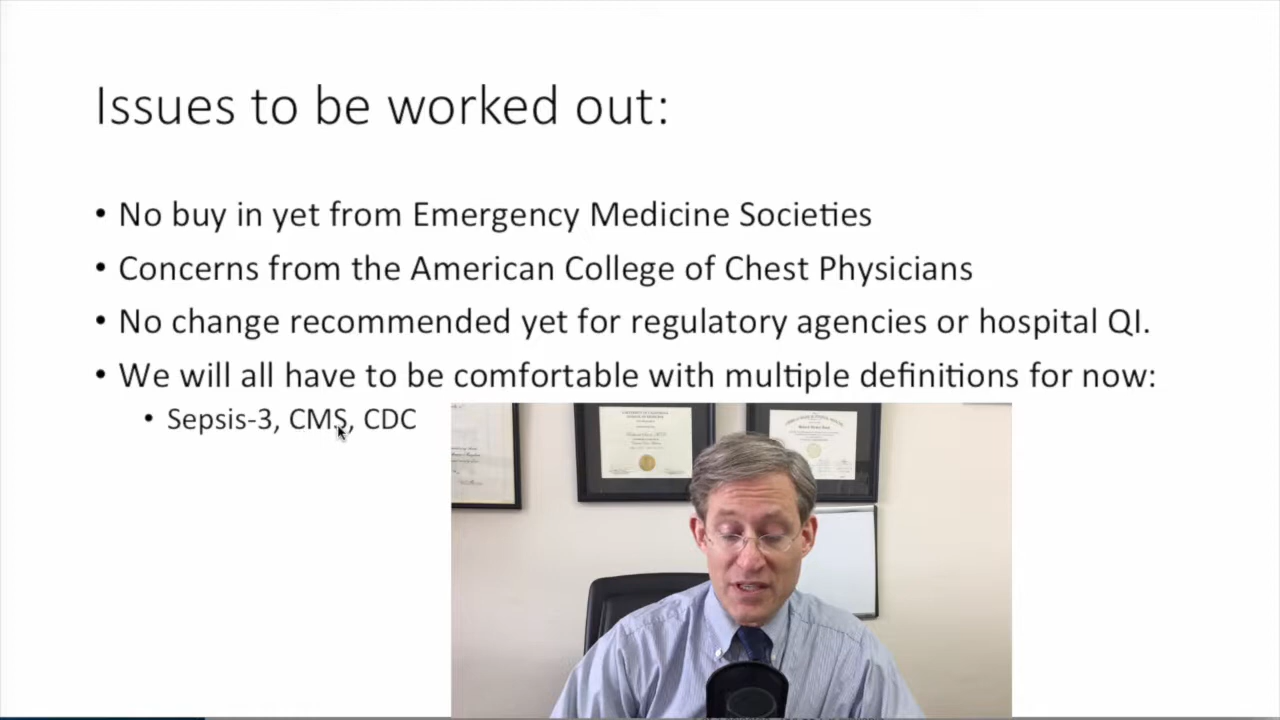 Issues to be worked out:
• No buy in yet from Emergency Medicine Societies
• Concerns from the American College of Chest Physicians
• No change recommended yet for regulatory agencies or hospital QI.
• We will all have to be comfortable with multiple definitions for now:
• Sepsis-3, CMS, CDC